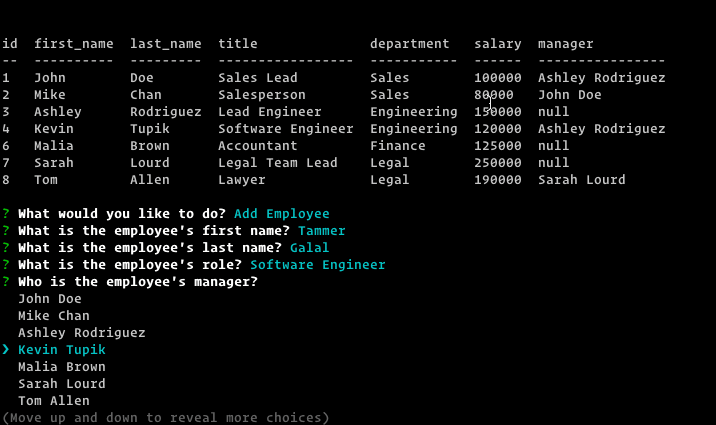 id  first_name  last_name  title              department   salary  manager
--  ----------  ---------  -----------------  -----------  ------  ----------------
1   John        Doe        Sales Lead         Sales        100000  Ashley Rodriguez
2   Mike        Chan       Salesperson        Sales        80000   John Doe
3   Ashley      Rodriguez  Lead Engineer      Engineering  150000  null
4   Kevin       Tupik      Software Engineer  Engineering  120000  Ashley Rodriguez
6   Malia       Brown      Accountant         Finance      125000  null
7   Sarah       Lourd      Legal Team Lead    Legal        250000  null
8   Tom         Allen      Lawyer             Legal        190000  Sarah Lourd
? What would you like to do? Add Employee
? What is the employee's first name? Tammer
? What is the employee's last name? Galal
? What is the employee's role? Software Engineer
? Who is the employee's manager?
  John Doe
  Mike Chan
  Ashley Rodriguez
❯ Kevin Tupik
  Malia Brown
  Sarah Lourd
  Tom Allen
(Move up and down to reveal more choices)